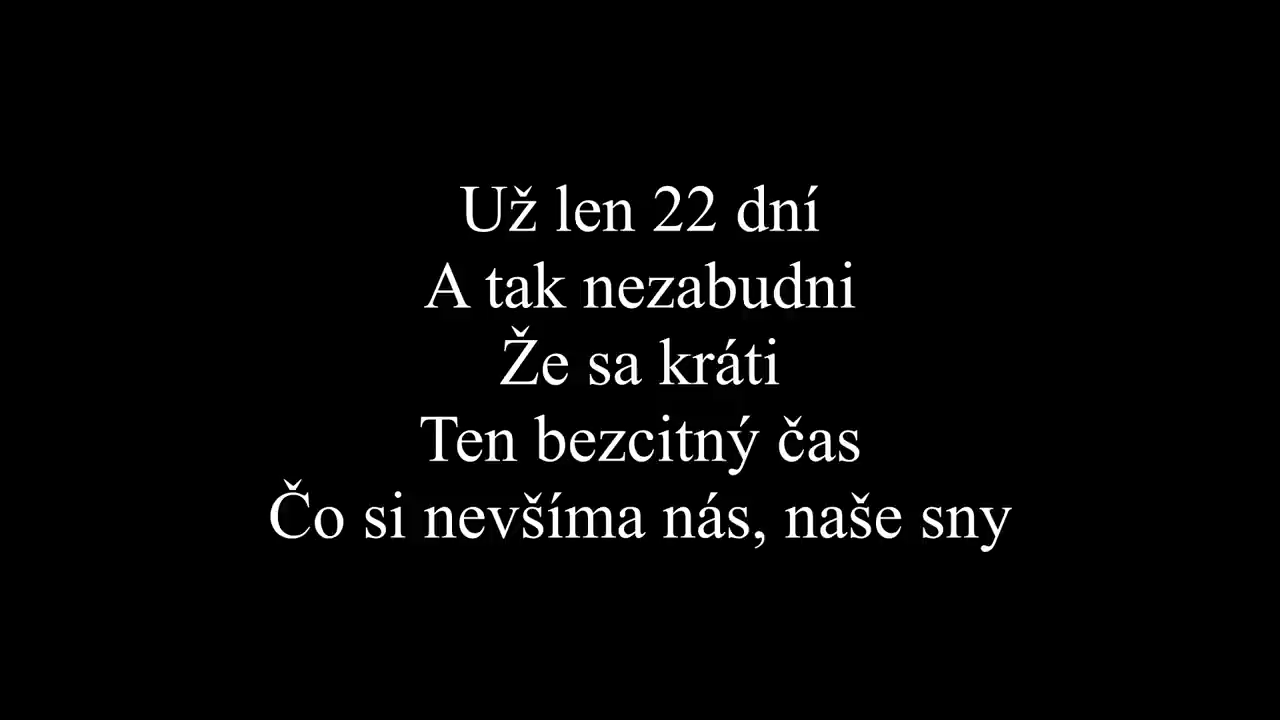 Už len 22 dní
A tak nezabudni
Že sa kráti
Ten bezcitný čas
Čo si nevšíma nás, naše sny